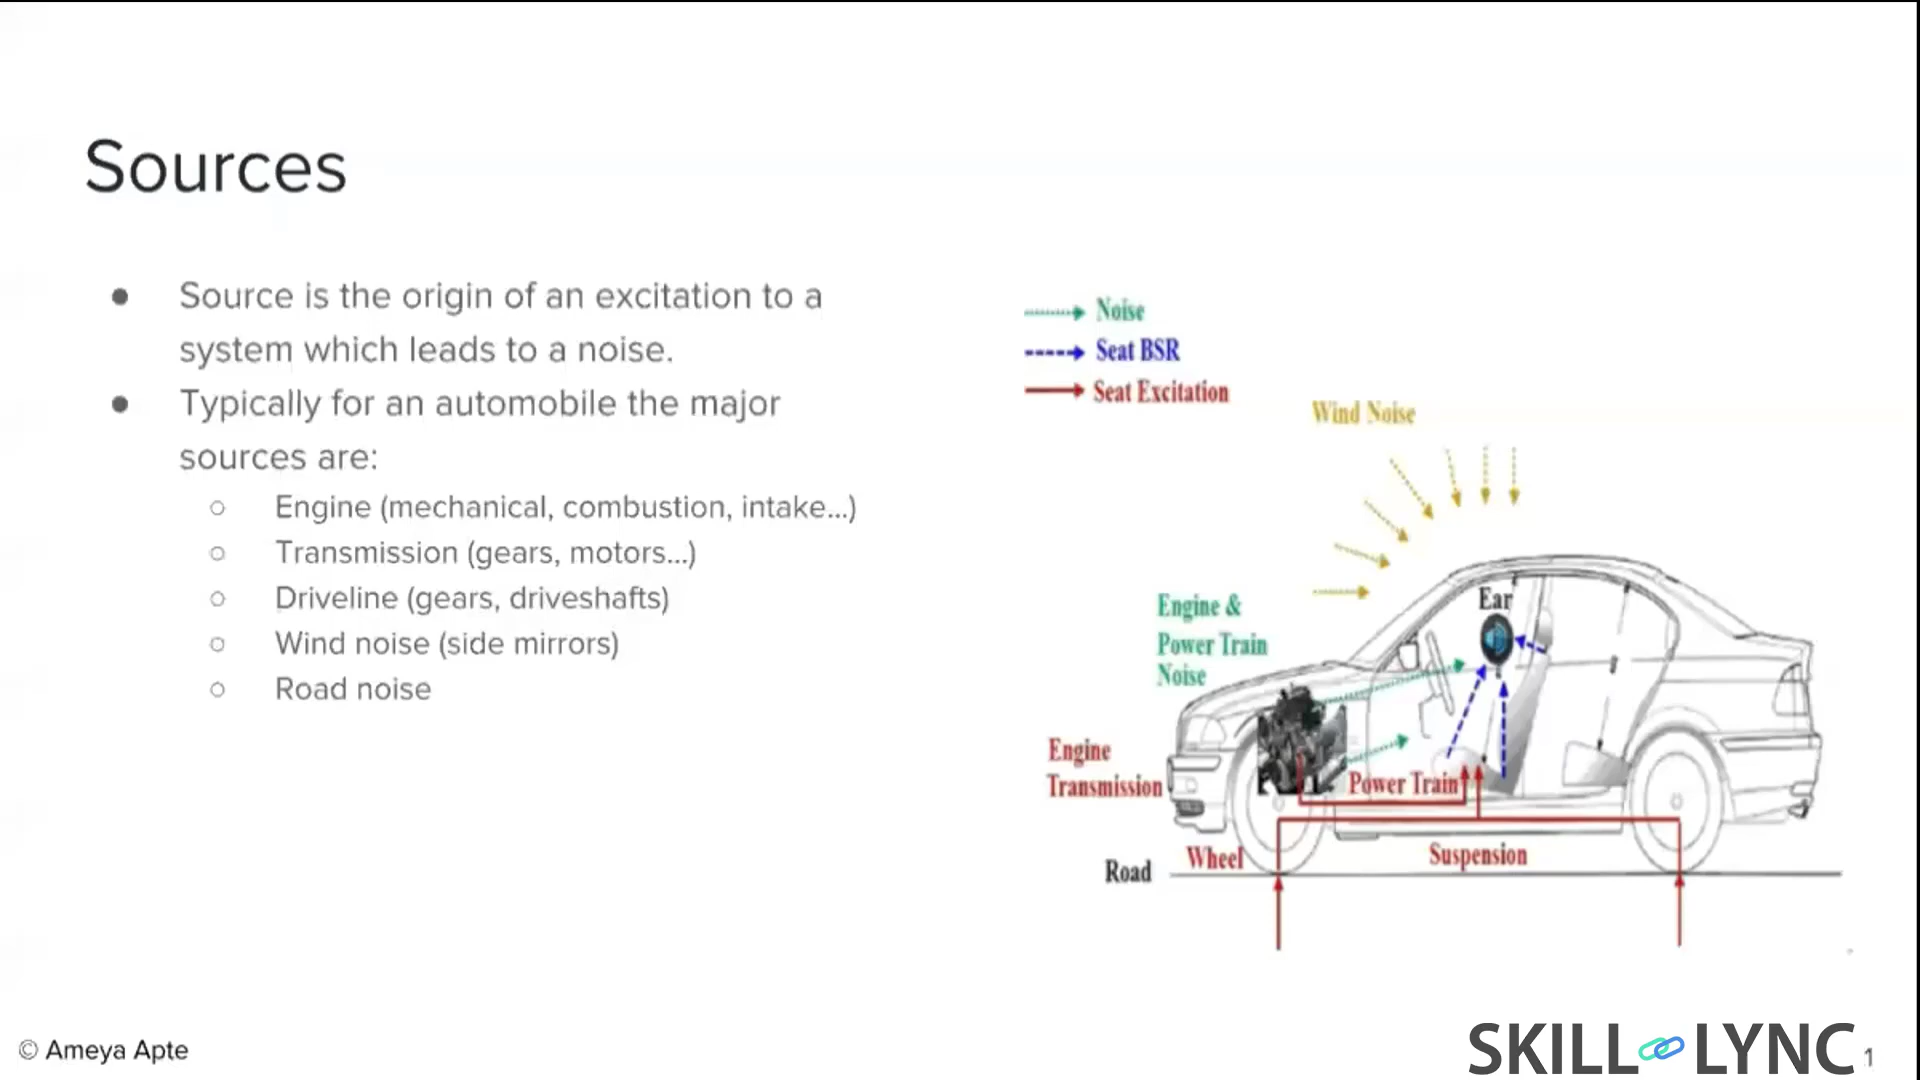 Sources
● Source is the origin of an excitation to a
system which leads to a noise.
● Typically for an automobile the major
sources are:
○ Engine (mechanical, combustion, intake...)
○ Transmission (gears, motors...)
○ Driveline (gears, driveshafts)
○ Wind noise (side mirrors)
○ Road noise
Noise
Seat BSR
Seat Excitation
Wind Noise
Ear
Engine &
Power Train
Noise
Engine
Transmission
Power Train
Wheel
Suspension
Road
© Ameya Apte
SKILL LYNC
1